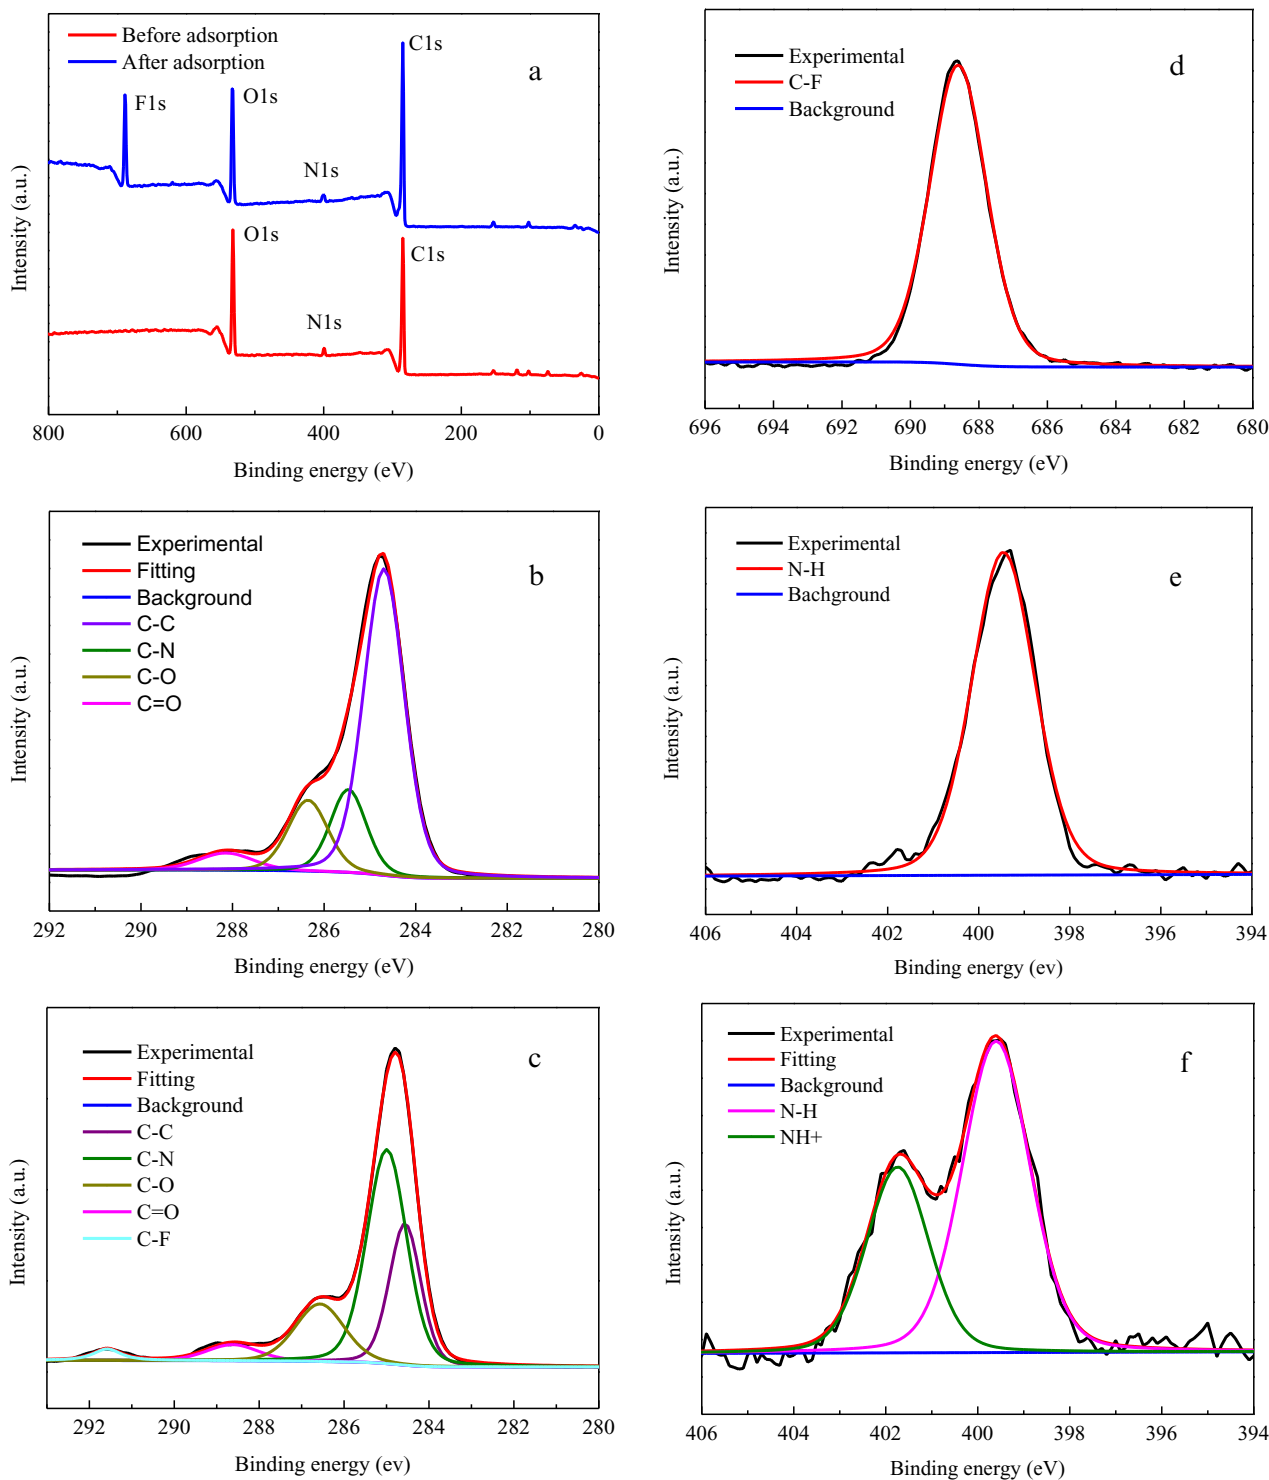 Before adsorption
After adsorption
a
F1s
O1s
N1s
C1s
O1s
N1s
C1s
Intensity (a.u.)
800
600
400
200
0
Binding energy (eV)
Experimental
C-F
Background
d
Intensity (a.u.)
696
694
692
690
688
686
684
682
680
Binding energy (eV)
Experimental
Fitting
Background
C-C
C-N
C-O
C=O
b
Intensity (a.u.)
292
290
288
286
284
282
280
Binding energy (eV)
Experimental
N-H
Bachground
e
Intensity (a.u.)
406
404
402
400
398
396
394
Binding energy (ev)
Experimental
Fitting
Background
C-C
C-N
C-O
C=O
C-F
c
Intensity (a.u.)
292
290
288
286
284
282
280
Binding energy (ev)
Experimental
Fitting
Background
N-H
NH+
f
Intensity (a.u.)
406
404
402
400
398
396
394
Binding energy (eV)